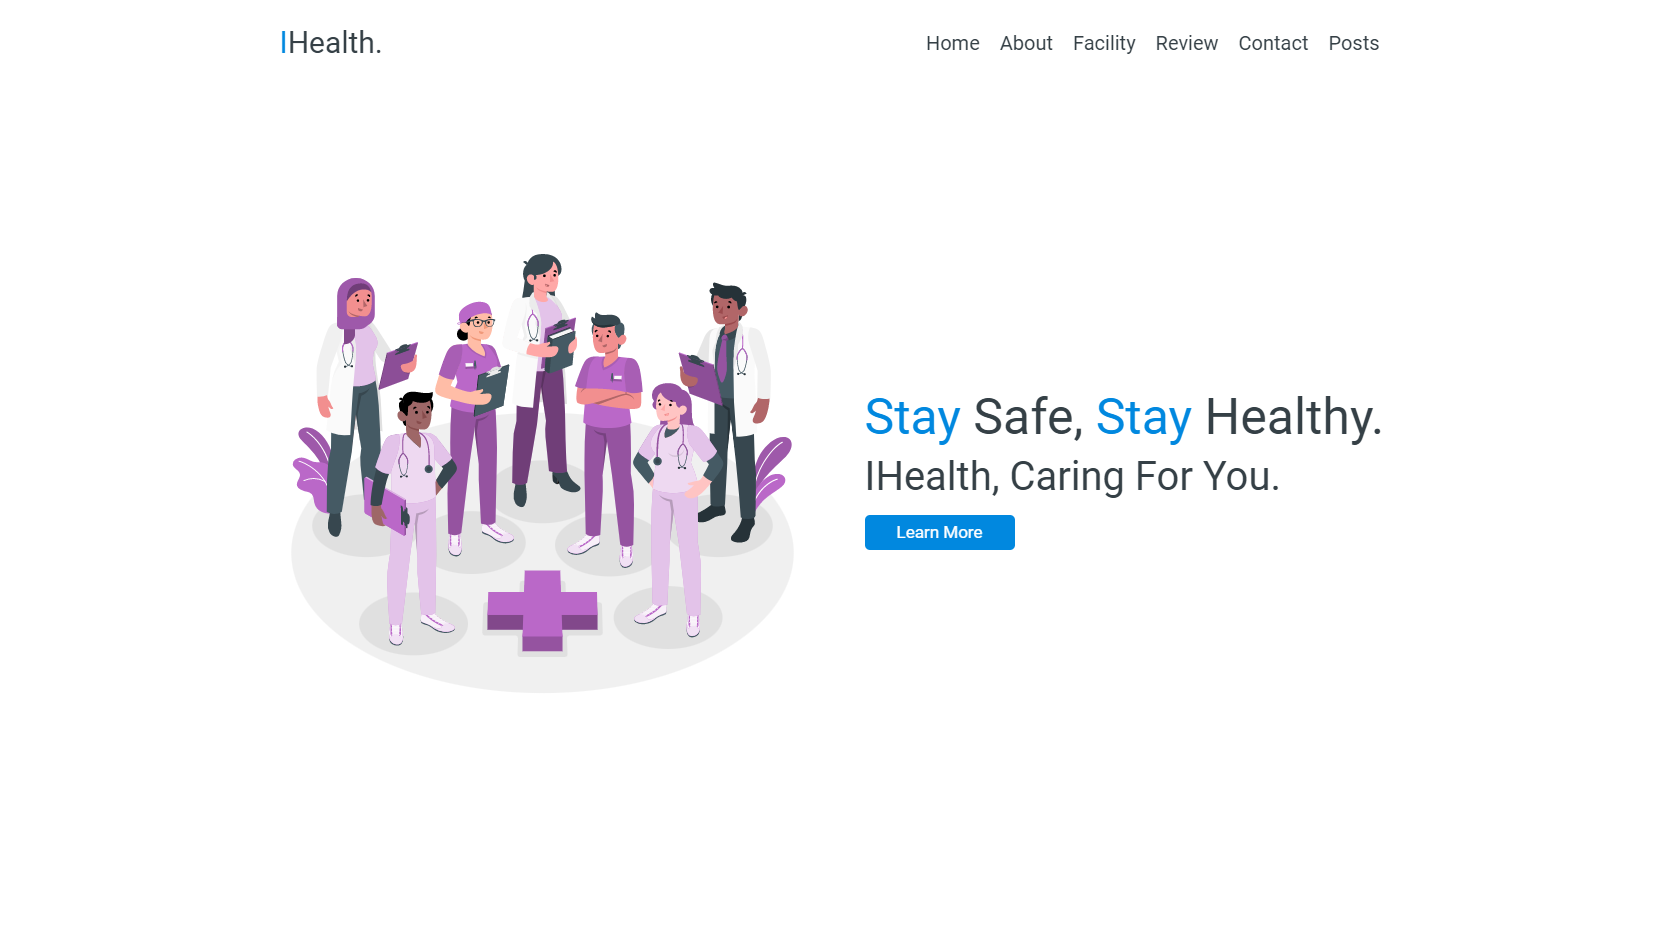 IHealth.
Home About Facility Review Contact Posts
Stay Safe, Stay Healthy.
IHealth, Caring For You.
Learn More